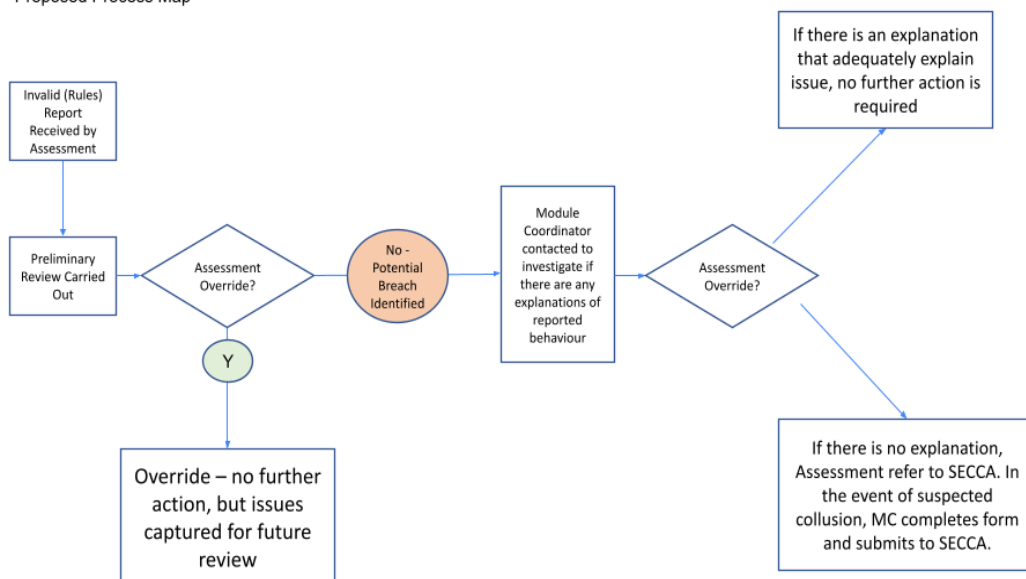 Proposed Process Map
Invalid (Rules)
Report
Received by
Assessment
Preliminary
Review Carried
Out
Assessment
Override?
Y
Override – no further
action, but issues
captured for future
review
No -
Potential
Breach
Identified
Module
Coordinator
contacted to
investigate if
there are any
explanations of
reported
behaviour
Assessment
Override?
If there is an explanation
that adequately explain
issue, no further action is
required
If there is no explanation,
Assessment refer to SECCA. In
the event of suspected
collusion, MC completes form
and submits to SECCA.